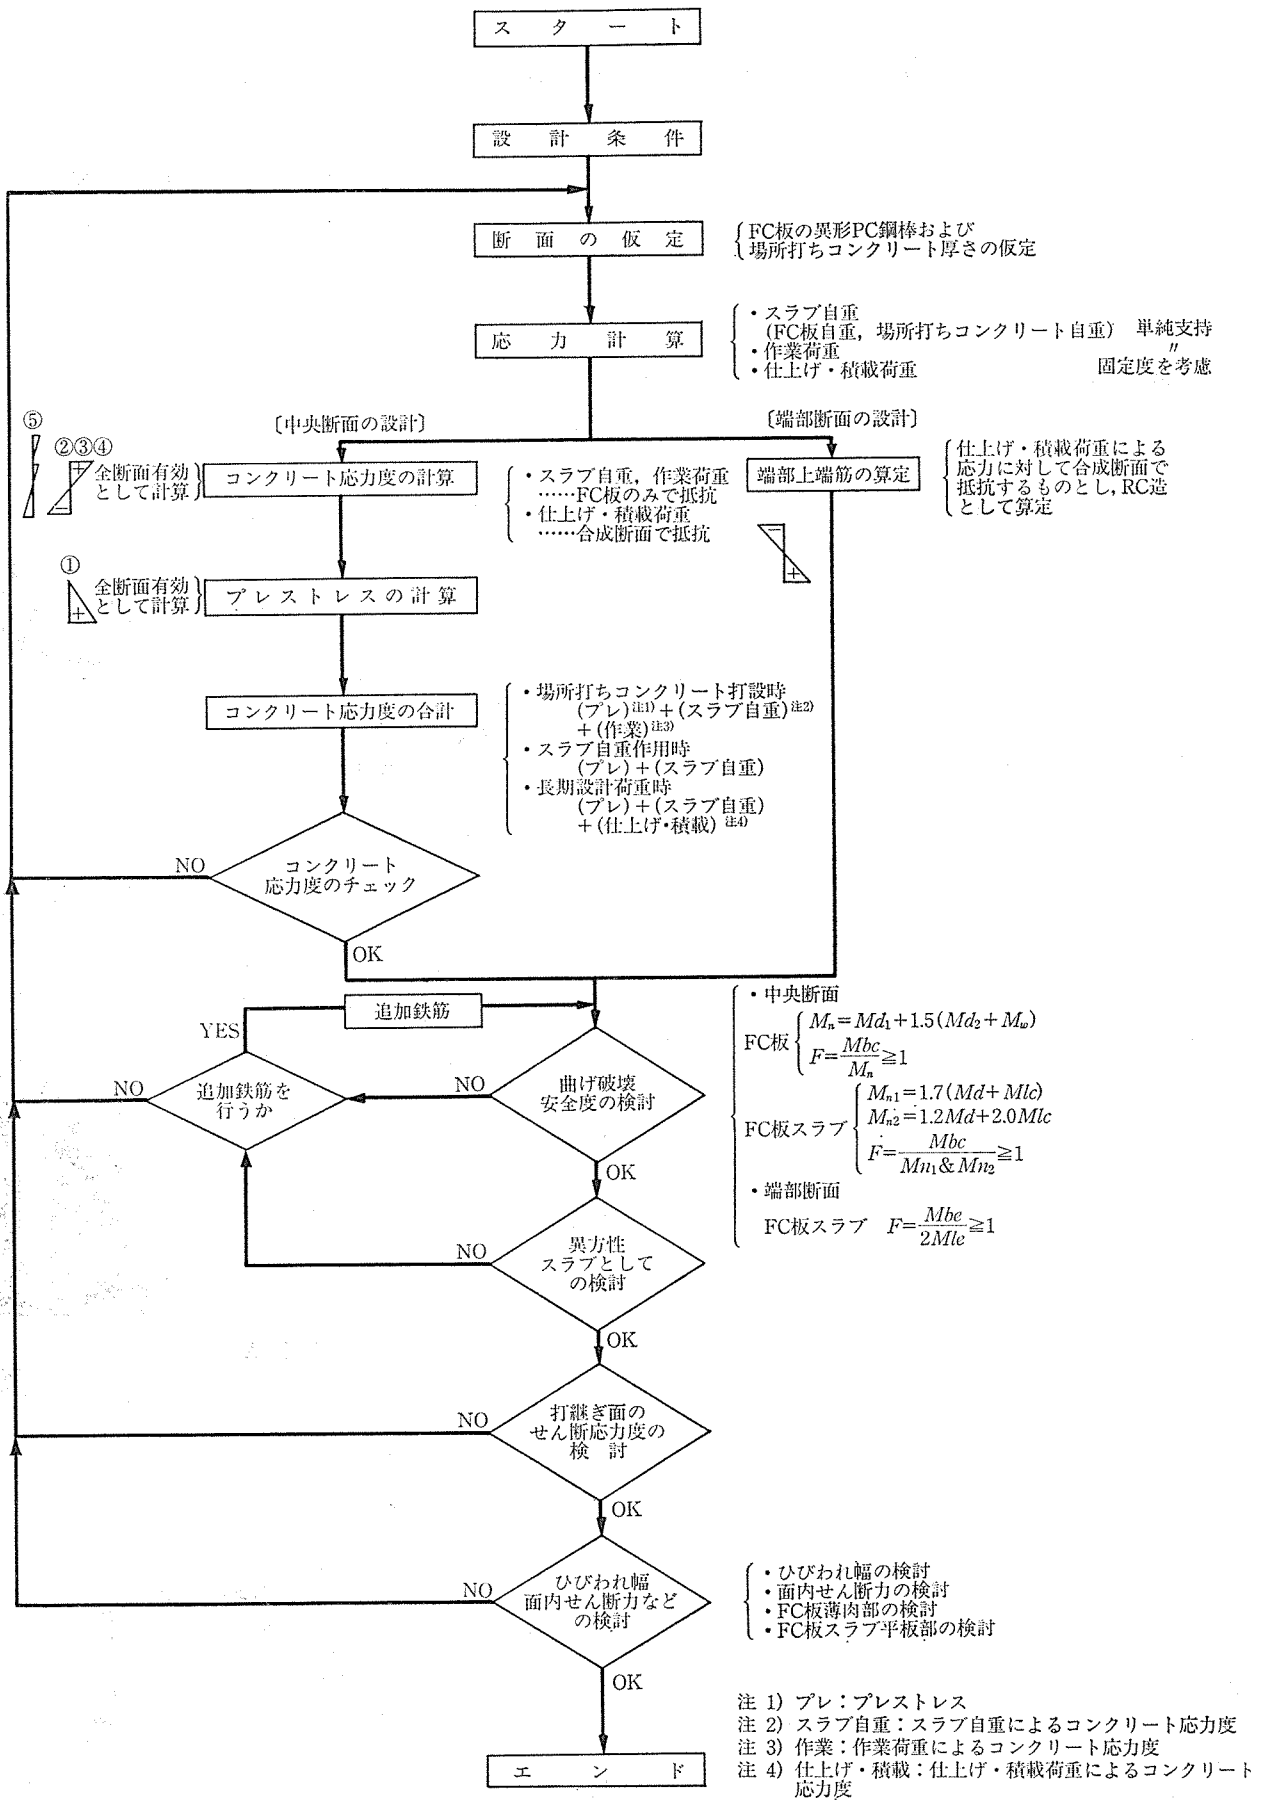 スタート
設計条件
断面の仮定
FC板の異形PC鋼棒および
場所打ちコンクリート厚さの仮定
応力計算
・スラブ自重
(FC板自重, 場所打ちコンクリート自重) 単純支持
・作業荷重 〃
・仕上げ・積載荷重 固定度を考慮
〔中央断面の設計〕
〔端部断面の設計〕
⑤
②③④
全断面有効
として計算
コンクリート応力度の計算
・スラブ自重, 作業荷重
……FC板のみで抵抗
・仕上げ・積載荷重
……合成断面で抵抗
端部上端筋の算定
仕上げ・積載荷重による
応力に対して合成断面で
抵抗するものとし, RC造
として算定
①
全断面有効
として計算
プレストレスの計算
コンクリート応力度の合計
・場所打ちコンクリート打設時
(プレ)注1)+(スラブ自重)注2)
+(作業)注3)
・スラブ自重作用時
(プレ)+(スラブ自重)
・長期設計荷重時
(プレ)+(スラブ自重)
+(仕上げ・積載)注4)
コンクリート
応力度のチェック
NO
OK
追加鉄筋
YES
追加鉄筋を
行うか
NO
NO
曲げ破壊
安全度の検討
OK
・中央断面
FC板
Mn=Md1+1.5(Md2+Mw)
F=Mbc/Mn≧1
FC板スラブ
Mn1=1.7(Md+Mlc)
Mn2=1.2Md+2.0Mlc
F=Mbc/Mn1&Mn2≧1
・端部断面
FC板スラブ F=Mbe/2Mle≧1
NO
異方性
スラブとして
の検討
OK
NO
打継ぎ面の
せん断応力度の
検討
OK
NO
ひびわれ幅
面内せん断力など
の検討
OK
・ひびわれ幅の検討
・面内せん断力の検討
・FC板薄肉部の検討
・FC板スラブ平板部の検討
エンド
注 1) プレ：プレストレス
注 2) スラブ自重：スラブ自重によるコンクリート応力度
注 3) 作業：作業荷重によるコンクリート応力度
注 4) 仕上げ・積載：仕上げ・積載荷重によるコンクリート
応力度